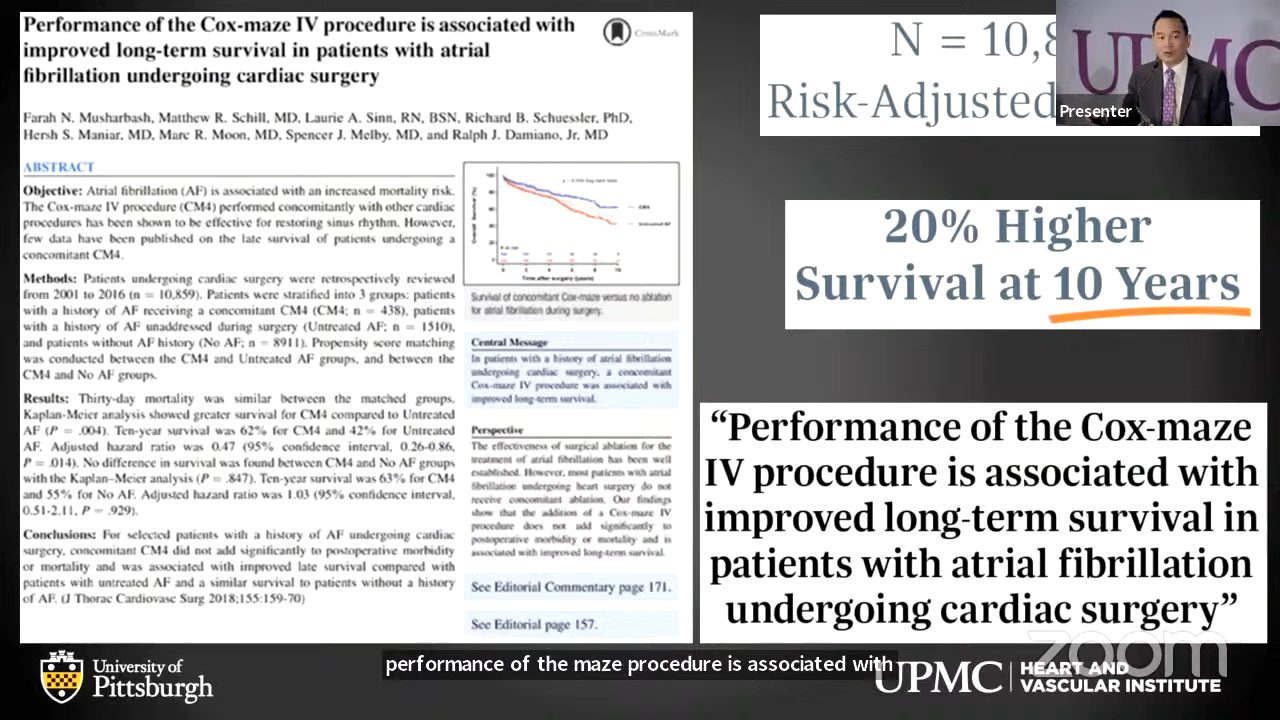 Performance of the Cox-maze IV procedure is associated with
improved long-term survival in patients with atrial
fibrillation undergoing cardiac surgery
CrossMark
Farah N. Musharbash, Matthew R. Schill, MD, Laurie A. Sinn, RN, BSN, Richard B. Schuessler, PhD,
Hersh S. Maniar, MD, Marc R. Moon, MD, Spencer J. Melby, MD, and Ralph J. Damiano, Jr, MD
ABSTRACT
Objective: Atrial fibrillation (AF) is associated with an increased mortality risk.
The Cox-maze IV procedure (CM4) performed concomitantly with other cardiac
procedures has been shown to be effective for restoring sinus rhythm. However,
few data have been published on the late survival of patients undergoing a
concomitant CM4.
Methods: Patients undergoing cardiac surgery were retrospectively reviewed
from 2001 to 2016 (n = 10,859). Patients were stratified into 3 groups: patients
with a history of AF receiving a concomitant CM4 (CM4; n = 438), patients
with a history of AF unaddressed during surgery (Untreated AF; n = 1510),
and patients without AF history (No AF; n = 8911). Propensity score matching
was conducted between the CM4 and Untreated AF groups, and between the
CM4 and No AF groups.
Results: Thirty-day mortality was similar between the matched groups.
Kaplan-Meier analysis showed greater survival for CM4 compared to Untreated
AF (P = .004). Ten-year survival was 62% for CM4 and 42% for Untreated
AF. Adjusted hazard ratio was 0.47 (95% confidence interval, 0.26-0.86,
P = .014). No difference in survival was found between CM4 and No AF groups
with the Kaplan–Meier analysis (P = .847). Ten-year survival was 63% for CM4
and 55% for No AF. Adjusted hazard ratio was 1.03 (95% confidence interval,
0.51-2.11, P = .929).
Conclusions: For selected patients with a history of AF undergoing cardiac
surgery, concomitant CM4 did not add significantly to postoperative morbidity
or mortality and was associated with improved late survival compared with
patients with untreated AF and a similar survival to patients without a history
of AF. (J Thorac Cardiovasc Surg 2018;155:159-70)
Overall Survival (%)
100
80
60
40
20
0
CM4
Untreated AF
Time after surgery (years)
Survival of concomitant Cox-maze versus no ablation
for atrial fibrillation during surgery.
Central Message
In patients with a history of atrial fibrillation
undergoing cardiac surgery, a concomitant
Cox-maze IV procedure was associated with
improved long-term survival.
Perspective
The effectiveness of surgical ablation for the
treatment of atrial fibrillation has been well
established. However, most patients with atrial
fibrillation undergoing heart surgery do not
receive concomitant ablation. Our findings
show that the addition of a Cox-maze IV
procedure does not add significantly to
postoperative morbidity or mortality and is
associated with improved long-term survival.
See Editorial Commentary page 171.
See Editorial page 157.
N = 10,8
Risk-Adjusted
UPMC
Presenter
20% Higher
Survival at 10 Years
“Performance of the Cox-maze
IV procedure is associated with
improved long-term survival in
patients with atrial fibrillation
undergoing cardiac surgery”
zoom
University of
Pittsburgh
performance of the maze procedure is associated with
UPMC
HEART AND
VASCULAR INSTITUTE